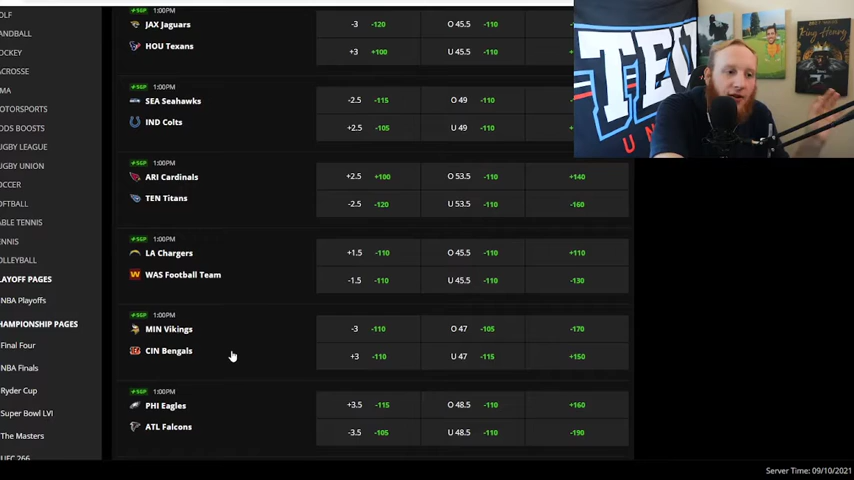 OLF
ANDBALL
OCKEY
ACROSSE
MA
OTORSPORTS
DDS BOOSTS
UGBY LEAGUE
UGBY UNION
OCCER
OFTBALL
ABLE TENNIS
ENNIS
OLLEYBALL
LAYOFF PAGES
NBA Playoffs
HAMPIONSHIP PAGES
Final Four
NBA Finals
Ryder Cup
Super Bowl LVI
The Masters
UFC 266
+SGP 1:00PM
JAX Jaguars -3 -120 O 45.5 -110
HOU Texans +3 +100 U 45.5 -110
+SGP 1:00PM
SEA Seahawks -2.5 -115 O 49 -110
IND Colts +2.5 -105 U 49 -110
+SGP 1:00PM
ARI Cardinals +2.5 +100 O 53.5 -110 +140
TEN Titans -2.5 -120 U 53.5 -110 -160
+SGP 1:00PM
LA Chargers +1.5 -110 O 45.5 -110 +110
WAS Football Team -1.5 -110 U 45.5 -110 -130
+SGP 1:00PM
MIN Vikings -3 -110 O 47 -105 -170
CIN Bengals +3 -110 U 47 -115 +150
+SGP 1:00PM
PHI Eagles +3.5 -115 O 48.5 -110 +160
ATL Falcons -3.5 -105 U 48.5 -110 -190
King Henry
Server Time: 09/10/2021